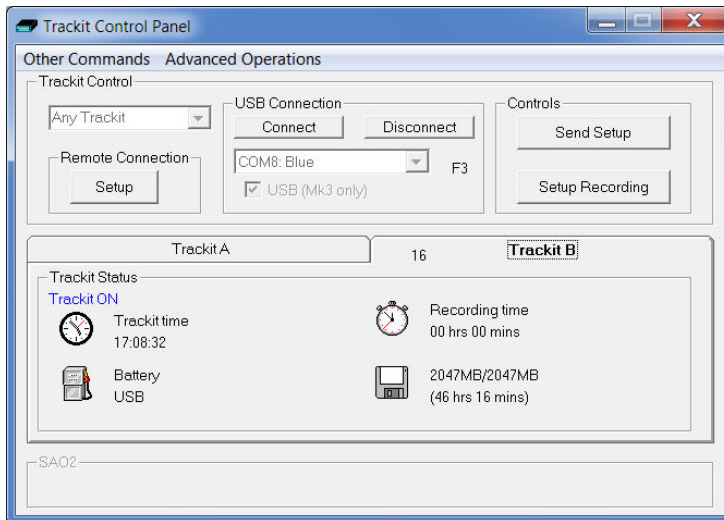 Trackit Control Panel
Other Commands Advanced Operations
Trackit Control
Any Trackit
Remote Connection
Setup
USB Connection
Connect Disconnect
COM8: Blue F3
USB (Mk3 only)
Controls
Send Setup
Setup Recording
Trackit A 16 Trackit B
Trackit Status
Trackit ON
Trackit time
17:08:32
Recording time
00 hrs 00 mins
Battery
USB
2047MB/2047MB
(46 hrs 16 mins)
SAO2